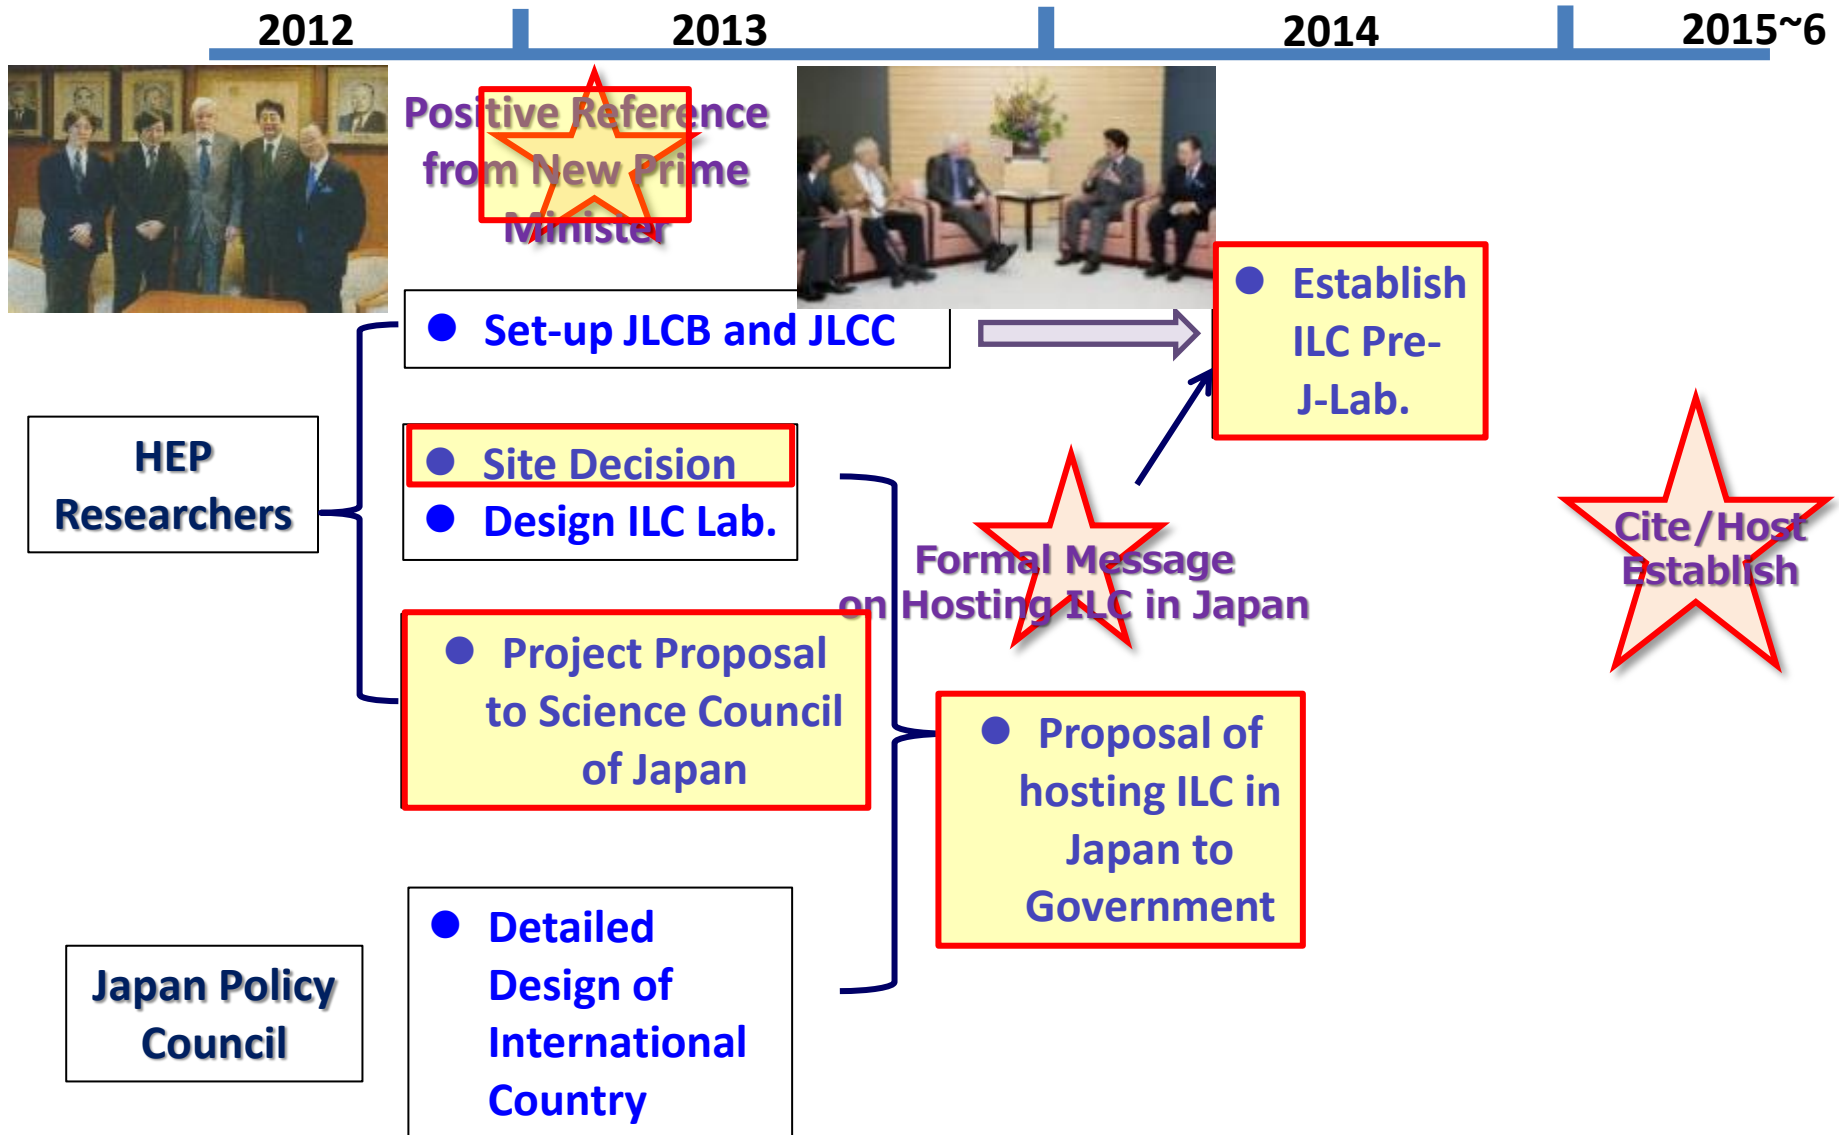 2012 2013 2014 2015~6
Positive Reference
from New Prime
Minister
● Set-up JLCB and JLCC
● Establish
ILC Pre-
J-Lab.
HEP
Researchers
● Site Decision
● Design ILC Lab.
Formal Message
on Hosting ILC in Japan
Cite/Host
Establish
● Project Proposal
to Science Council
of Japan
● Proposal of
hosting ILC in
Japan to
Government
Japan Policy
Council
● Detailed
Design of
International
Country